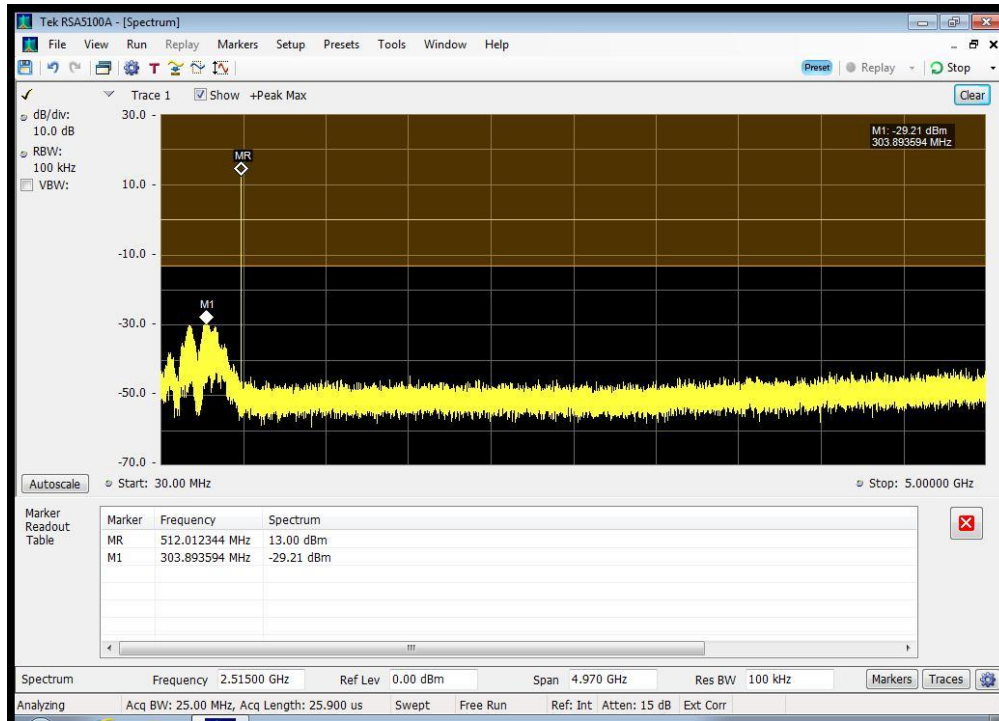 Tek RSA5100A - [Spectrum]
File View Run Replay Markers Setup Presets Tools Window Help
Preset Replay Stop
Trace 1 Show +Peak Max Clear
dB/div:
10.0 dB
RBW:
100 kHz
VBW:
30.0
10.0
-10.0
-30.0
-50.0
-70.0
M1: -29.21 dBm
303.893594 MHz
MR
M1
Autoscale Start: 30.00 MHz Stop: 5.00000 GHz
Marker
Readout
Table
Marker Frequency Spectrum
MR 512.012344 MHz 13.00 dBm
M1 303.893594 MHz -29.21 dBm
Spectrum Frequency 2.51500 GHz Ref Lev 0.00 dBm Span 4.970 GHz Res BW 100 kHz Markers Traces
Analyzing Acq BW: 25.00 MHz, Acq Length: 25.900 us Swept Free Run Ref: Int Atten: 15 dB Ext Corr